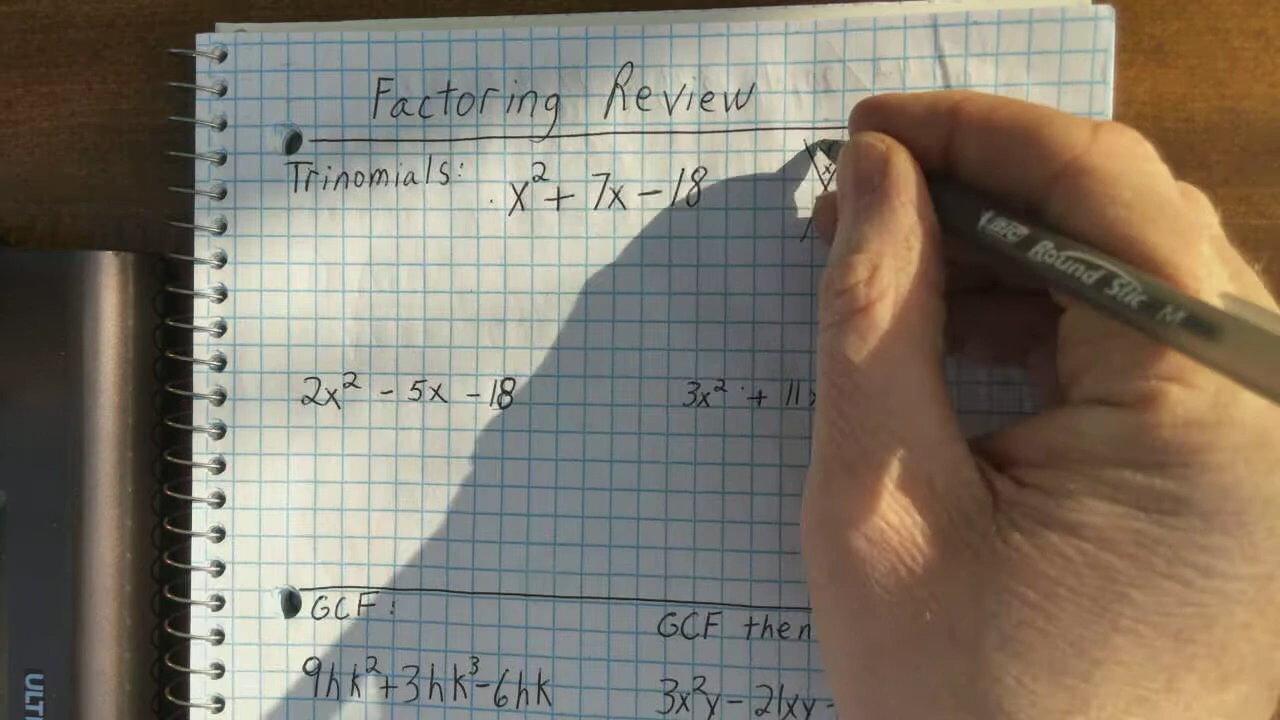 Factoring Review
Trinomials: x² + 7x - 18
2x² - 5x - 18
3x² + 11
GCF:
GCF then
9hk² + 3hk³ - 6hk
3x²y - 21xy -
Round Stic M
ULT